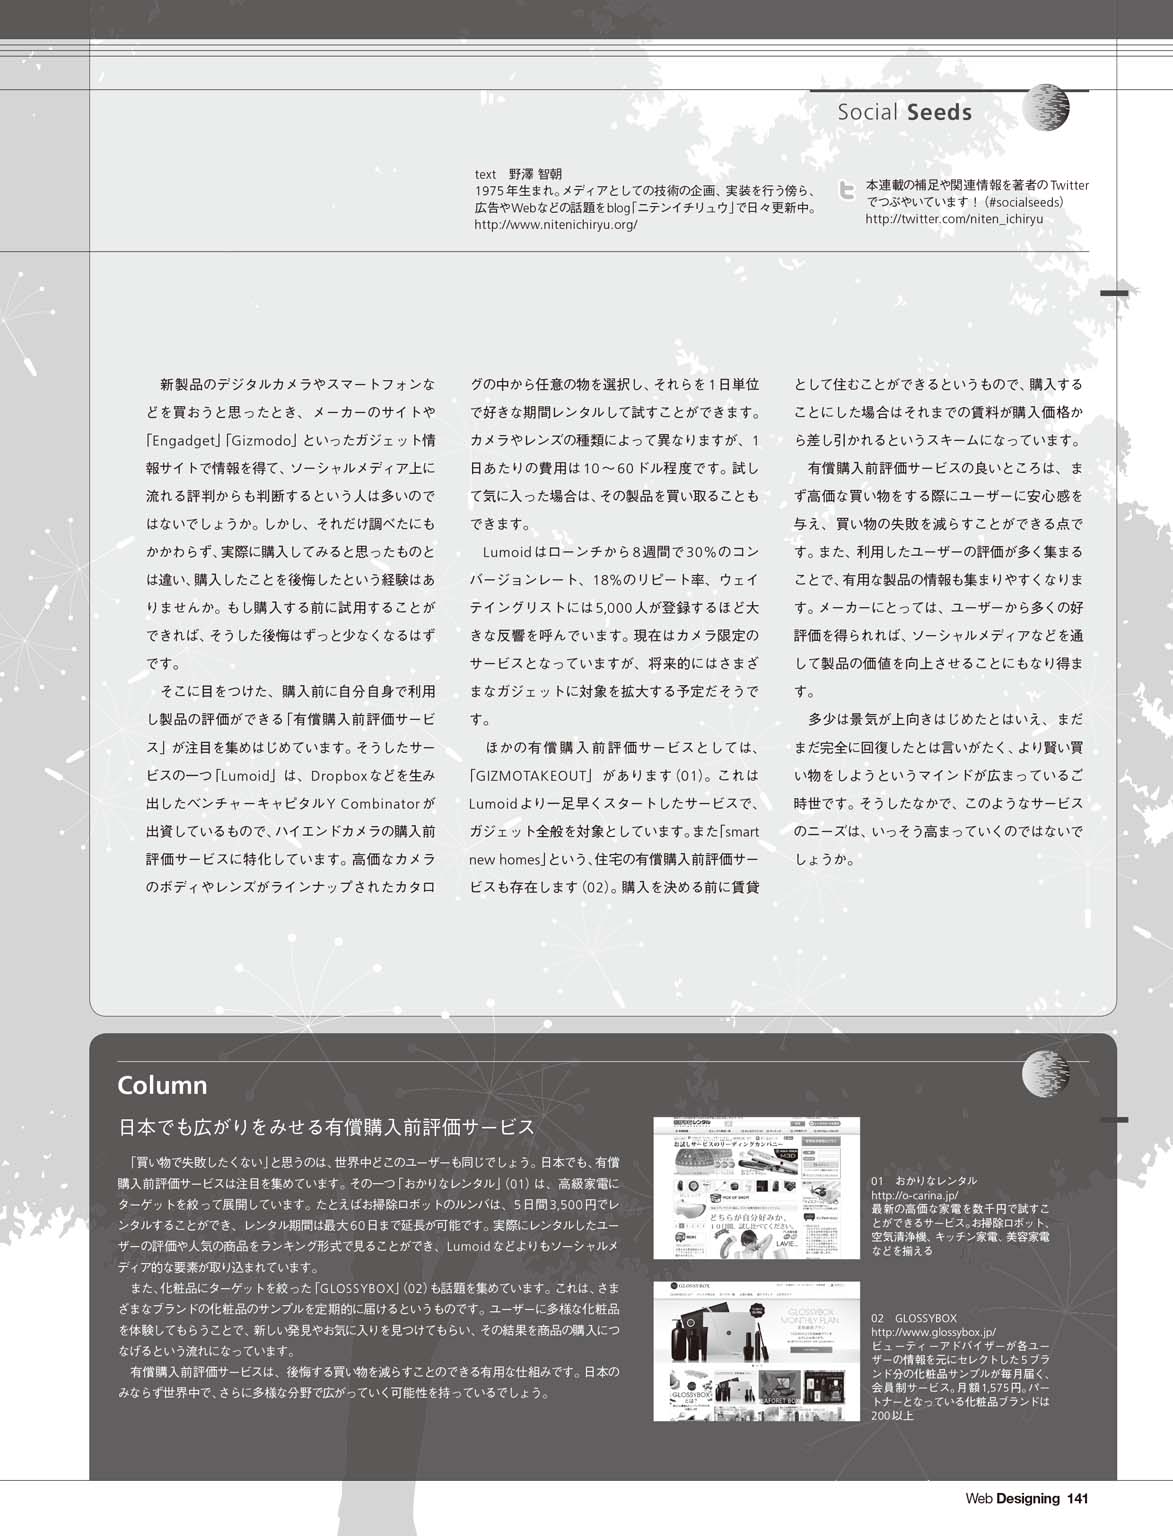 Social Seeds
text　野澤 智朝
1975年生まれ。メディアとしての技術の企画、実装を行う傍ら、
広告やWebなどの話題をblog「ニテンイチリュウ」で日々更新中。
http://www.nitenichiryu.org/
本連載の補足や関連情報を著者のTwitter
でつぶやいています！（#socialseeds）
http://twitter.com/niten_ichiryu
　新製品のデジタルカメラやスマートフォンな
どを買おうと思ったとき、メーカーのサイトや
「Engadget」「Gizmodo」といったガジェット情
報サイトで情報を得て、ソーシャルメディア上に
流れる評判からも判断するという人は多いので
はないでしょうか。しかし、それだけ調べたにも
かかわらず、実際に購入してみると思ったものと
は違い、購入したことを後悔したという経験はあ
りませんか。もし購入する前に試用することが
できれば、そうした後悔はずっと少なくなるはず
です。
　そこに目をつけた、購入前に自分自身で利用
し製品の評価ができる「有償購入前評価サービ
ス」が注目を集めはじめています。そうしたサー
ビスの一つ「Lumoid」は、Dropboxなどを生み
出したベンチャーキャピタルY Combinatorが
出資しているもので、ハイエンドカメラの購入前
評価サービスに特化しています。高価なカメラ
のボディやレンズがラインナップされたカタロ
グの中から任意の物を選択し、それらを1日単位
で好きな期間レンタルして試すことができます。
カメラやレンズの種類によって異なりますが、1
日あたりの費用は10〜60ドル程度です。試し
て気に入った場合は、その製品を買い取ることも
できます。
　Lumoidはローンチから8週間で30%のコン
バージョンレート、18%のリピート率、ウェイ
テイングリストには5,000人が登録するほど大
きな反響を呼んでいます。現在はカメラ限定の
サービスとなっていますが、将来的にはさまざ
まなガジェットに対象を拡大する予定だそうで
す。
　ほかの有償購入前評価サービスとしては、
「GIZMOTAKEOUT」があります（01）。これは
Lumoidより一足早くスタートしたサービスで、
ガジェット全般を対象としています。また「smart
new homes」という、住宅の有償購入前評価サー
ビスも存在します（02）。購入を決める前に賃貸
として住むことができるというもので、購入する
ことにした場合はそれまでの賃料が購入価格か
ら差し引かれるというスキームになっています。
　有償購入前評価サービスの良いところは、ま
ず高価な買い物をする際にユーザーに安心感を
与え、買い物の失敗を減らすことができる点で
す。また、利用したユーザーの評価が多く集まる
ことで、有用な製品の情報も集まりやすくなりま
す。メーカーにとっては、ユーザーから多くの好
評価を得られれば、ソーシャルメディアなどを通
して製品の価値を向上させることにもなり得ま
す。
　多少は景気が上向きはじめたとはいえ、まだ
まだ完全に回復したとは言いがたく、より賢い買
い物をしようというマインドが広まっているご
時世です。そうしたなかで、このようなサービス
のニーズは、いっそう高まっていくのではないで
しょうか。
Column
日本でも広がりをみせる有償購入前評価サービス
　「買い物で失敗したくない」と思うのは、世界中どこのユーザーも同じでしょう。日本でも、有償
購入前評価サービスは注目を集めています。その一つ「おかりなレンタル」（01）は、高級家電に
ターゲットを絞って展開しています。たとえばお掃除ロボットのルンバは、5日間3,500円でレ
ンタルすることができ、レンタル期間は最大60日まで延長が可能です。実際にレンタルしたユー
ザーの評価や人気の商品をランキング形式で見ることができ、Lumoidなどよりもソーシャルメ
ディア的な要素が取り込まれています。
　また、化粧品にターゲットを絞った「GLOSSYBOX」（02）も話題を集めています。これは、さま
ざまなブランドの化粧品のサンプルを定期的に届けるというものです。ユーザーに多様な化粧品
を体験してもらうことで、新しい発見やお気に入りを見つけてもらい、その結果を商品の購入につ
なげるという流れになっています。
　有償購入前評価サービスは、後悔する買い物を減らすことのできる有用な仕組みです。日本の
みならず世界中で、さらに多様な分野で広がっていく可能性を持っているでしょう。
お試しサービスのリーディングカンパニー
どちらが自分好みか、
10日間、試し比べてください。
LAVIE
01　おかりなレンタル
http://o-carina.jp/
最新の高価な家電を数千円で試すこ
とができるサービス。お掃除ロボット、
空気清浄機、キッチン家電、美容家電
などを揃える
GLOSSYBOX
GLOSSYBOX
MONTHLY PLAN
GLOSSYBOX
とは？
02　GLOSSYBOX
http://www.glossybox.jp/
ビューティーアドバイザーが各ユー
ザーの情報を元にセレクトした5ブラ
ンド分の化粧品サンプルが毎月届く、
会員制サービス。月額1,575円。パー
トナーとなっている化粧品ブランドは
200以上
Web Designing 141